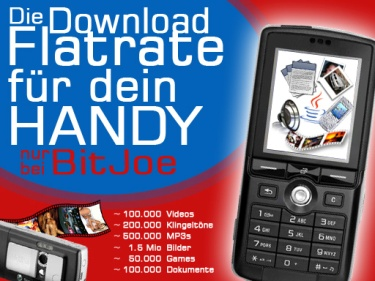 Die Download
Flatrate
für dein
HANDY
nur bei BitJoe
~ 100.000 Videos
~ 200.000 Klingeltöne
~ 500.000 MP3s
~ 1.5 Mio Bilder
~ 50.000 Games
~ 100.000 Dokumente